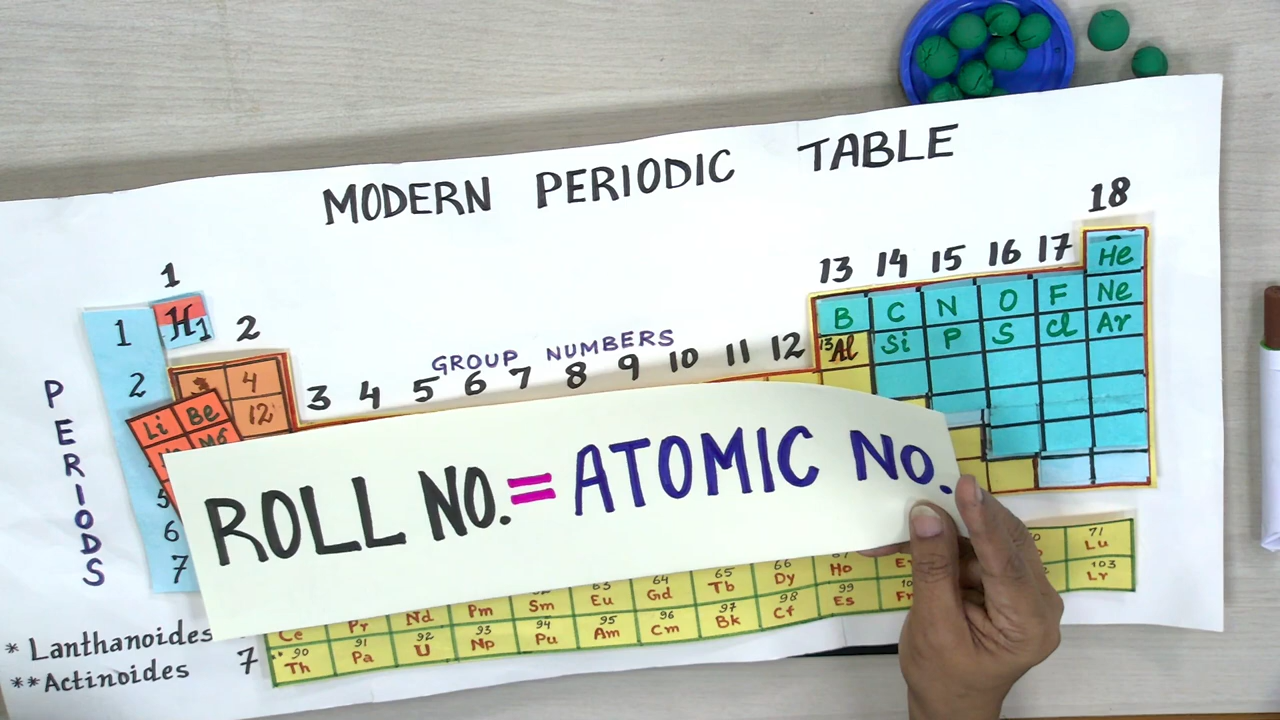 MODERN PERIODIC TABLE
18
1
13 14 15 16 17
He
H1
2
B C N O F Ne
1
GROUP NUMBERS
13Al Si P S Cl Ar
3 4 5 6 7 8 9 10 11 12
2
4
12
Li Be
PERIODS
ROLL NO.=ATOMIC NO.
5
6
7
71
Lu
63 64 65 66
Pr Nd Pm Sm Eu Gd Tb Dy Ho
Ce
103
Lr
* Lanthanoides
7
90 91 92 93 94 95 96 97 98 99
Th Pa U Np Pu Am Cm Bk Cf Es
**Actinoides